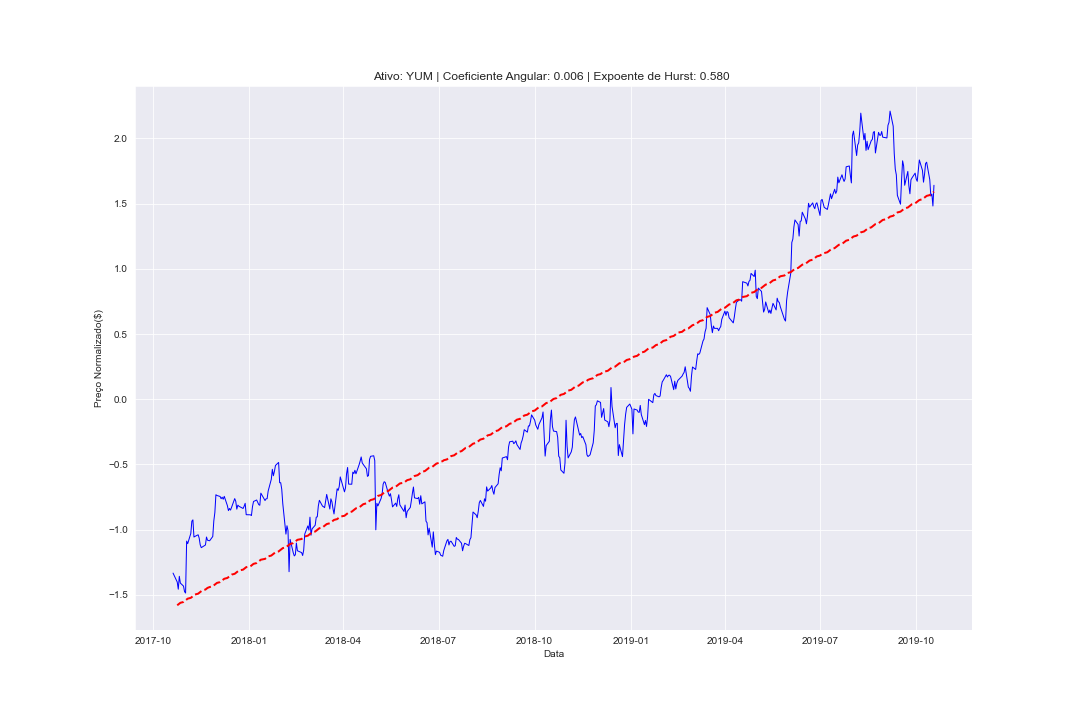 Ativo: YUM | Coeficiente Angular: 0.006 | Expoente de Hurst: 0.580
Preço Normalizado($)
2.0
1.5
1.0
0.5
0.0
−0.5
−1.0
−1.5
2017-10 2018-01 2018-04 2018-07 2018-10 2019-01 2019-04 2019-07 2019-10
Data